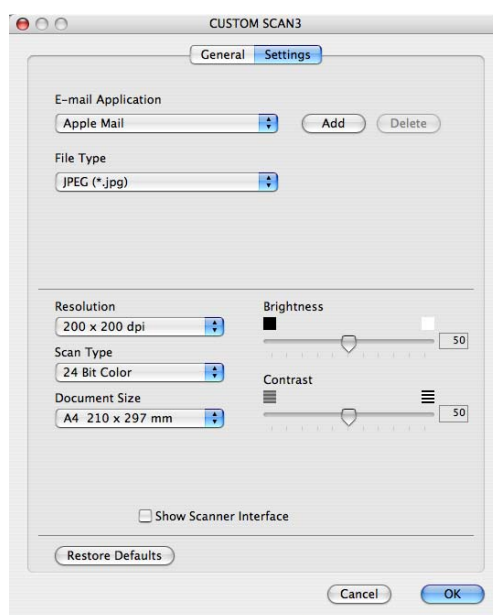 CUSTOM SCAN3
General Settings
E-mail Application
Apple Mail Add Delete
File Type
JPEG (*.jpg)
Resolution Brightness
200 x 200 dpi 50
Scan Type
24 Bit Color Contrast
Document Size
A4 210 x 297 mm 50
Show Scanner Interface
Restore Defaults
Cancel OK